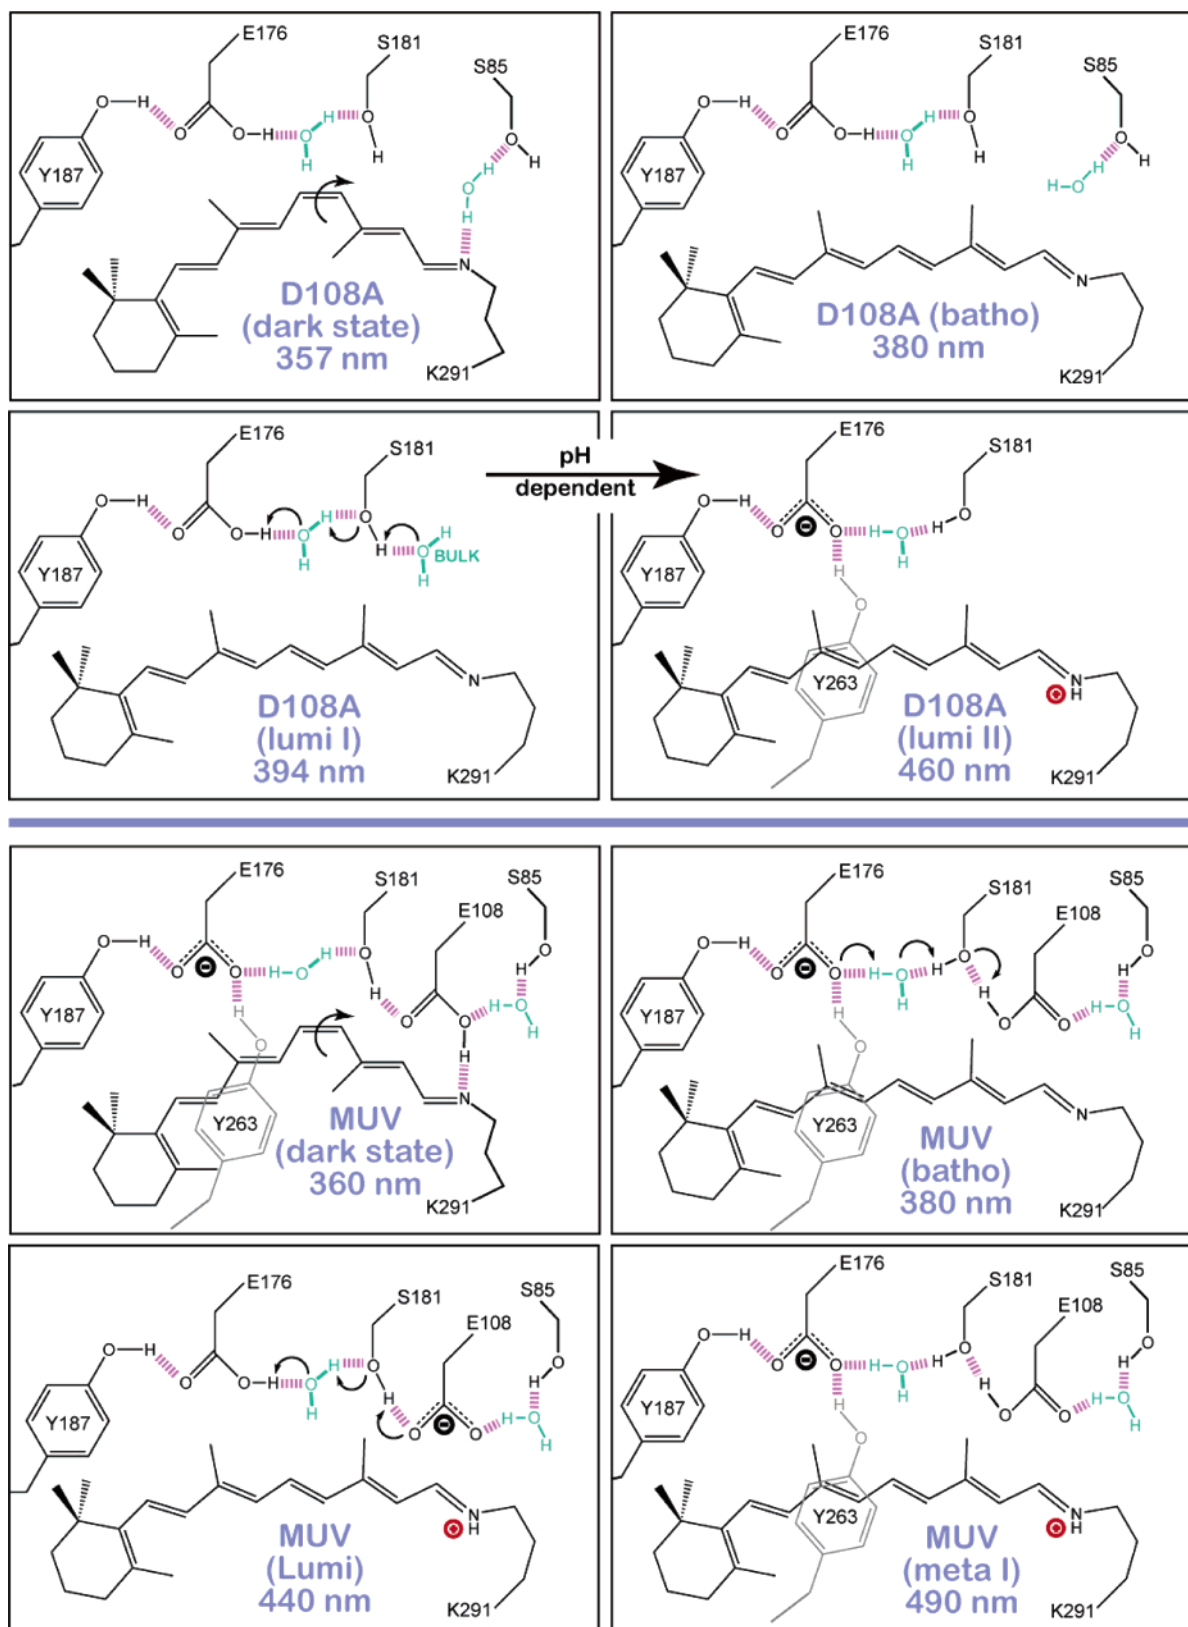 E176
S181
S85
Y187
D108A
(dark state)
357 nm
K291
E176
S181
S85
Y187
D108A (batho)
380 nm
K291
E176
S181
BULK
Y187
D108A
(lumi I)
394 nm
K291
pH
dependent
E176
S181
Y187
Y263
D108A
(lumi II)
460 nm
K291
E176
S181
S85
E108
Y187
Y263
MUV
(dark state)
360 nm
K291
E176
S181
S85
E108
Y187
Y263
MUV
(batho)
380 nm
K291
E176
S181
S85
E108
Y187
MUV
(Lumi)
440 nm
K291
E176
S181
S85
E108
Y187
Y263
MUV
(meta I)
490 nm
K291